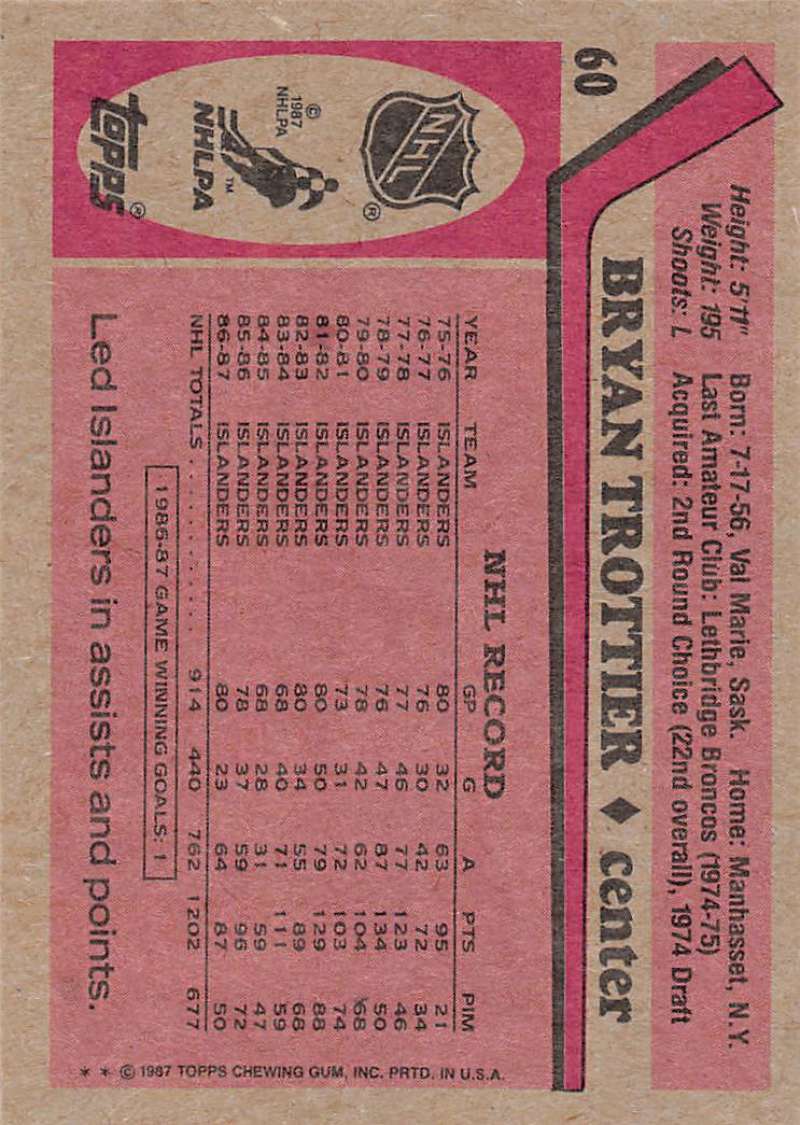 60
Height: 5'11" Born: 7-17-56, Val Marie, Sask. Home: Manhasset, N.Y.
Weight: 195 Last Amateur Club: Lethbridge Broncos (1974-75)
Shoots: L Acquired: 2nd Round Choice (22nd overall), 1974 Draft
BRYAN TROTTIER ♦ center
NHL ®
© 1987 NHLPA
NHLPA ™
Topps ®
NHL RECORD
YEAR TEAM GP G A PTS PIM
75-76 ISLANDERS 80 32 63 95 21
76-77 ISLANDERS 76 30 42 72 34
77-78 ISLANDERS 77 46 77 123 46
78-79 ISLANDERS 76 47 87 134 50
79-80 ISLANDERS 78 42 62 104 68
80-81 ISLANDERS 73 31 72 103 74
81-82 ISLANDERS 80 50 79 129 88
82-83 ISLANDERS 80 34 55 89 68
83-84 ISLANDERS 68 40 71 111 59
84-85 ISLANDERS 68 28 31 59 47
85-86 ISLANDERS 78 37 59 96 72
86-87 ISLANDERS 80 23 64 87 50
NHL TOTALS . . . . . . . . . . . 914 440 762 1202 677
1986-87 GAME WINNING GOALS: 1
Led Islanders in assists and points.
* * © 1987 TOPPS CHEWING GUM, INC. PRTD. IN U.S.A.